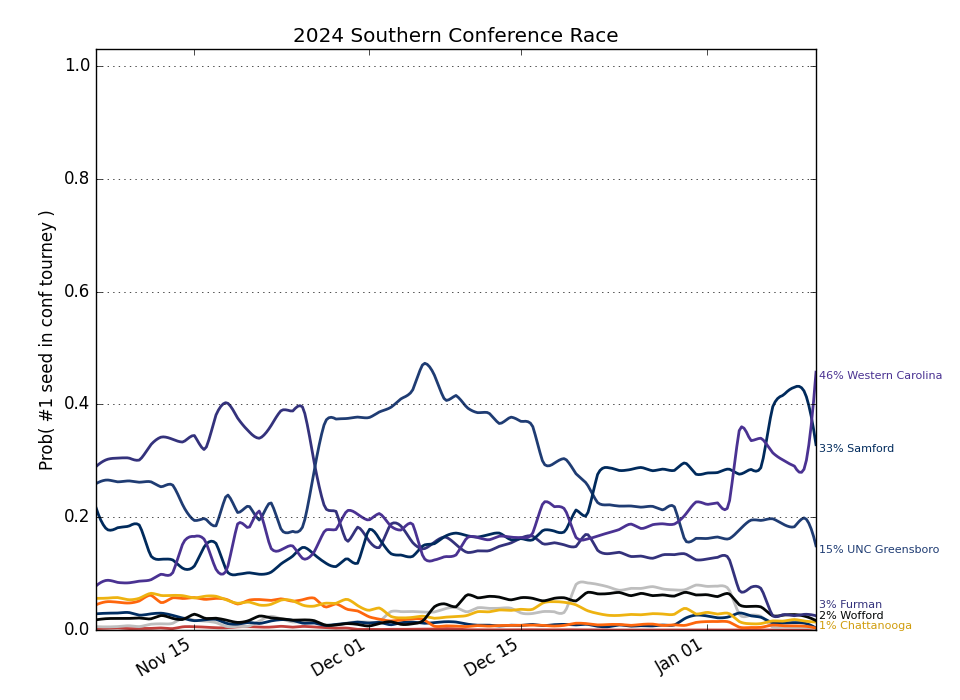 2024 Southern Conference Race
Prob( #1 seed in conf tourney )
1.0
0.8
0.6
0.4
0.2
0.0
Nov 15
Dec 01
Dec 15
Jan 01
46% Western Carolina
33% Samford
15% UNC Greensboro
3% Furman
2% Wofford
1% Chattanooga